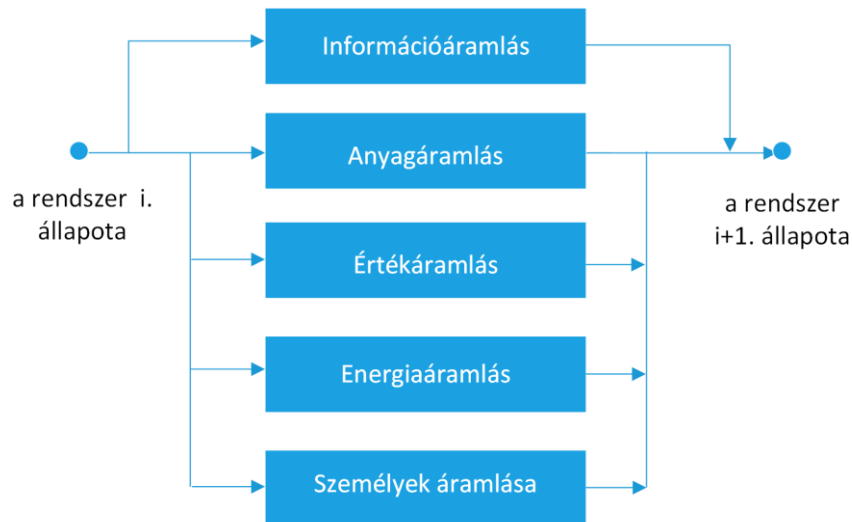 Információáramlás
Anyagáramlás
a rendszer i.
állapota
a rendszer
i+1. állapota
Értékáramlás
Energiaáramlás
Személyek áramlása